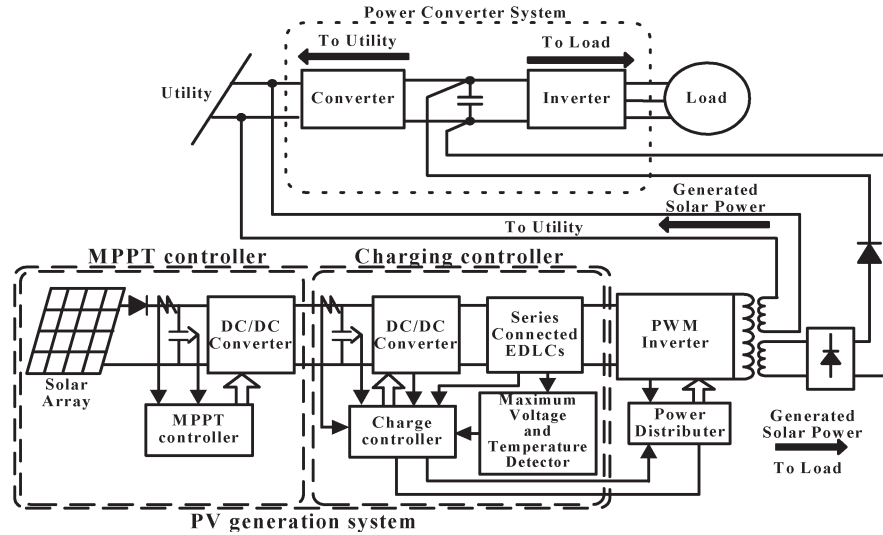 Power Converter System
To Utility
To Load
Utility
Converter
Inverter
Load
Generated
Solar Power
To Utility
MPPT controller
Charging controller
DC/DC
Converter
DC/DC
Converter
Series
Connected
EDLCs
PWM
Inverter
Solar
Array
MPPT
controller
Charge
controller
Maximum
Voltage
and
Temperature
Detector
Power
Distributer
Generated
Solar Power
To Load
PV generation system